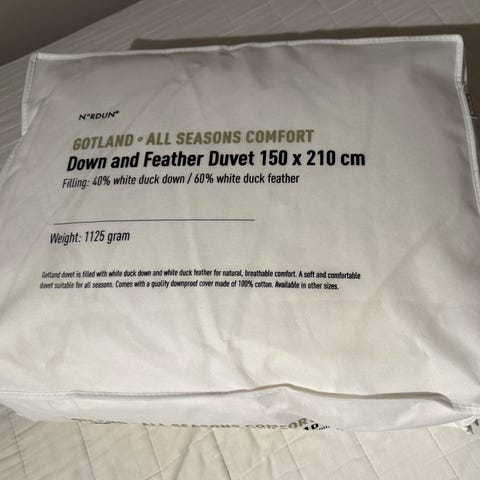 N°RDUN®
GOTLAND ° ALL SEASONS COMFORT
Down and Feather Duvet 150 x 210 cm
Filling: 40% white duck down / 60% white duck feather
Weight: 1125 gram
Gotland duvet is filled with white duck down and white duck feather for natural, breathable comfort. A soft and comfortable
duvet suitable for all seasons. Comes with a quality downproof cover made of 100% cotton. Available in other sizes.
ALL SEASONS COMFOR